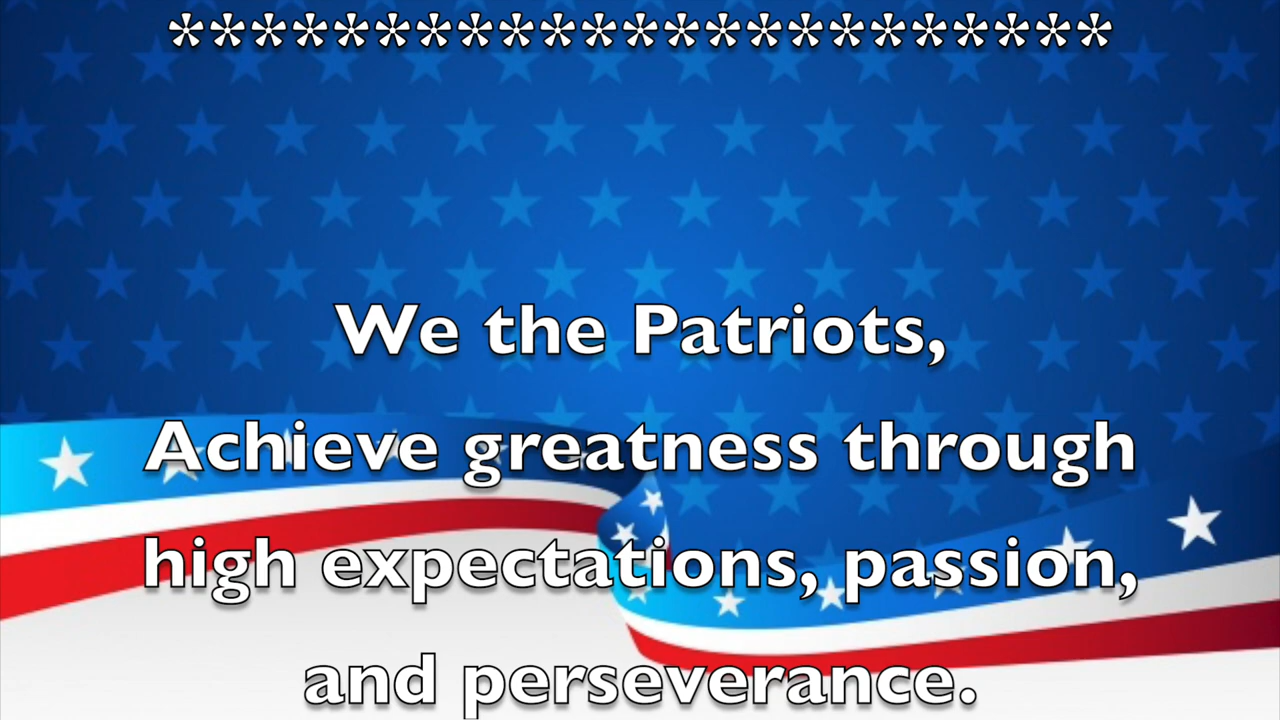 ***********************
We the Patriots,
Achieve greatness through
high expectations, passion,
and perseverance.